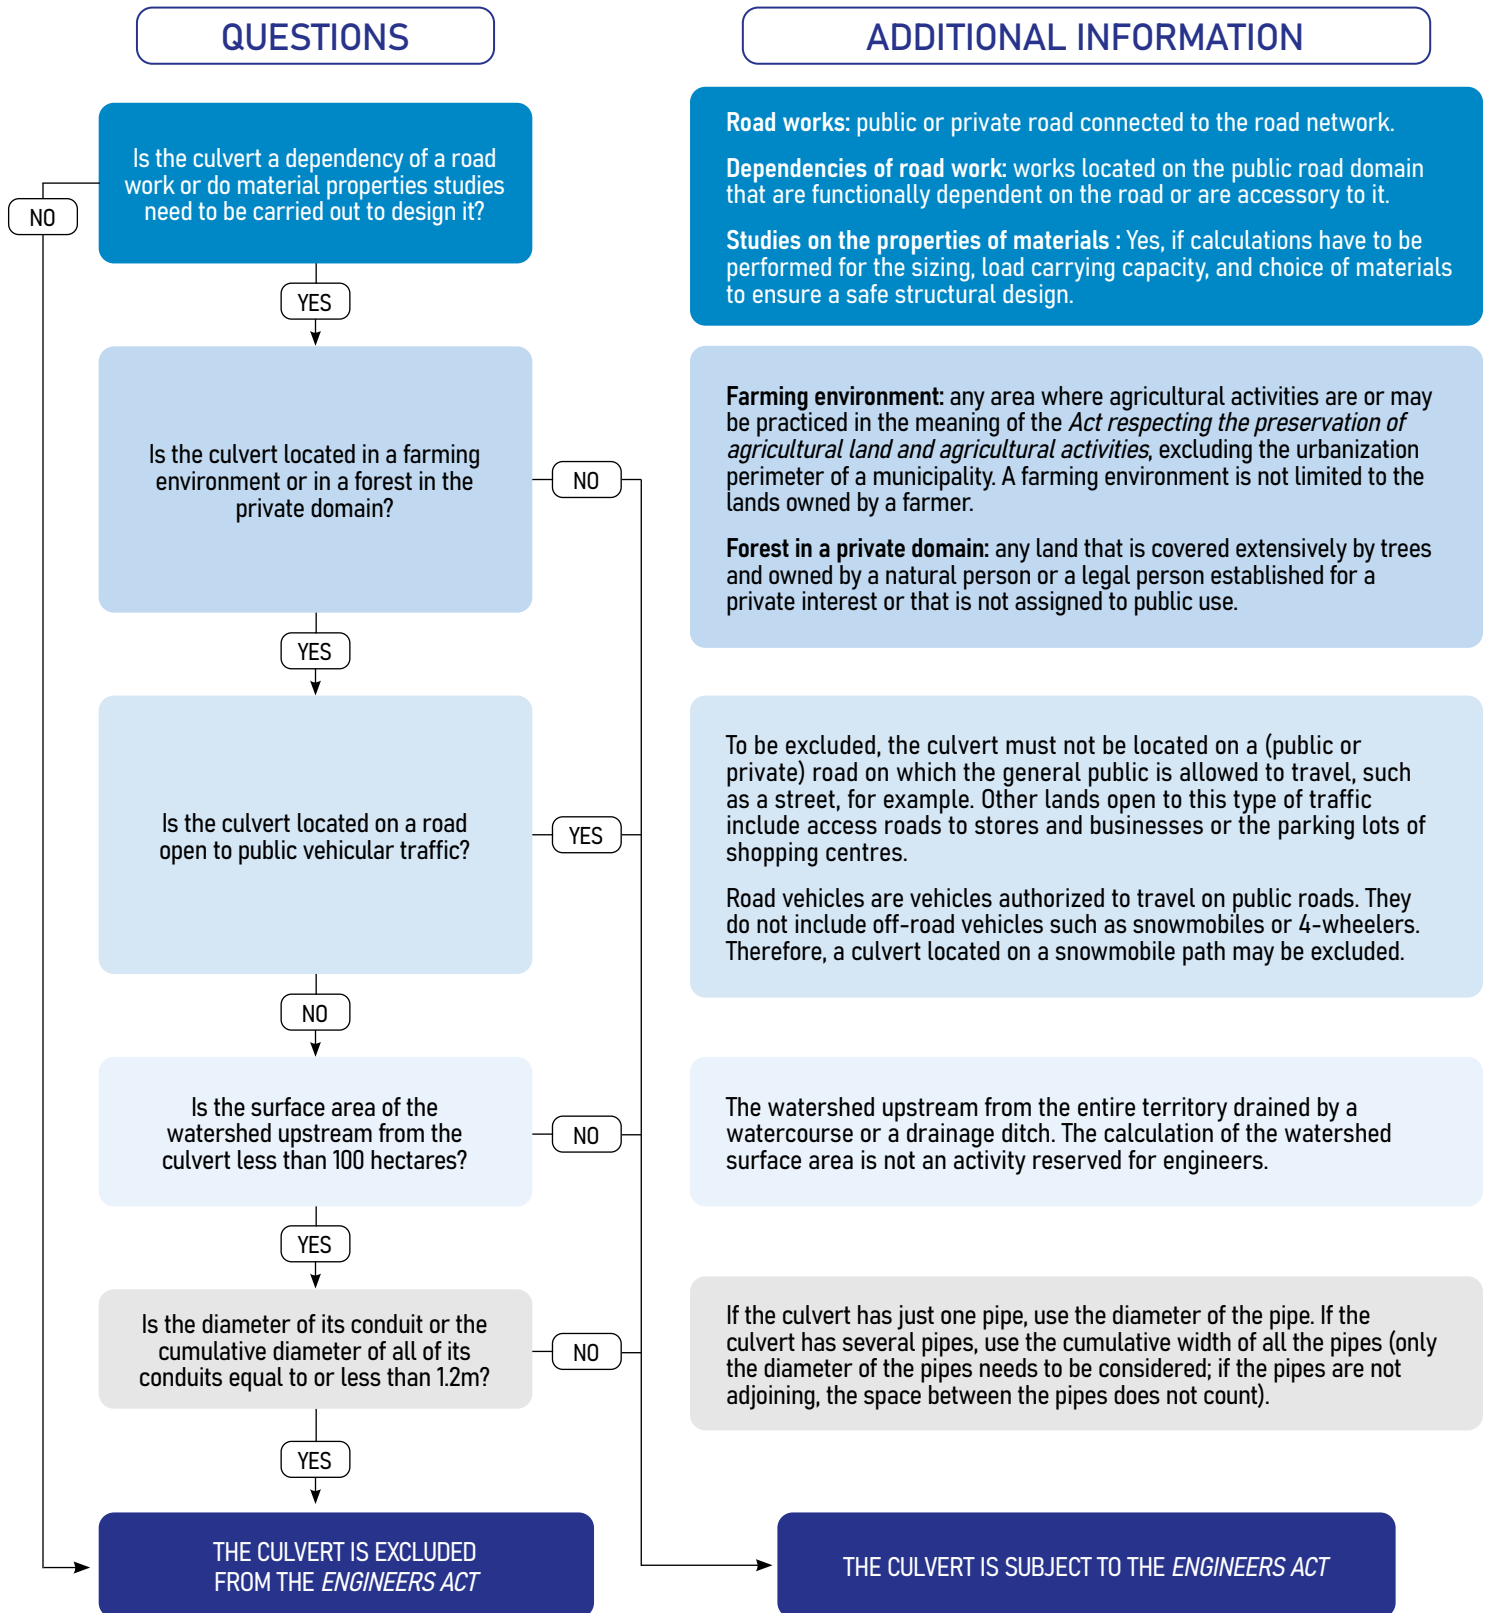 QUESTIONS
ADDITIONAL INFORMATION
Is the culvert a dependency of a road
work or do material properties studies
need to be carried out to design it?
NO
YES
Road works: public or private road connected to the road network.
Dependencies of road work: works located on the public road domain
that are functionally dependent on the road or are accessory to it.
Studies on the properties of materials : Yes, if calculations have to be
performed for the sizing, load carrying capacity, and choice of materials
to ensure a safe structural design.
Is the culvert located in a farming
environment or in a forest in the
private domain?
NO
YES
Farming environment: any area where agricultural activities are or may
be practiced in the meaning of the Act respecting the preservation of
agricultural land and agricultural activities, excluding the urbanization
perimeter of a municipality. A farming environment is not limited to the
lands owned by a farmer.
Forest in a private domain: any land that is covered extensively by trees
and owned by a natural person or a legal person established for a
private interest or that is not assigned to public use.
Is the culvert located on a road
open to public vehicular traffic?
YES
NO
To be excluded, the culvert must not be located on a (public or
private) road on which the general public is allowed to travel, such
as a street, for example. Other lands open to this type of traffic
include access roads to stores and businesses or the parking lots of
shopping centres.
Road vehicles are vehicles authorized to travel on public roads. They
do not include off-road vehicles such as snowmobiles or 4-wheelers.
Therefore, a culvert located on a snowmobile path may be excluded.
Is the surface area of the
watershed upstream from the
culvert less than 100 hectares?
NO
YES
The watershed upstream from the entire territory drained by a
watercourse or a drainage ditch. The calculation of the watershed
surface area is not an activity reserved for engineers.
Is the diameter of its conduit or the
cumulative diameter of all of its
conduits equal to or less than 1.2m?
NO
YES
If the culvert has just one pipe, use the diameter of the pipe. If the
culvert has several pipes, use the cumulative width of all the pipes (only
the diameter of the pipes needs to be considered; if the pipes are not
adjoining, the space between the pipes does not count).
THE CULVERT IS EXCLUDED
FROM THE ENGINEERS ACT
THE CULVERT IS SUBJECT TO THE ENGINEERS ACT